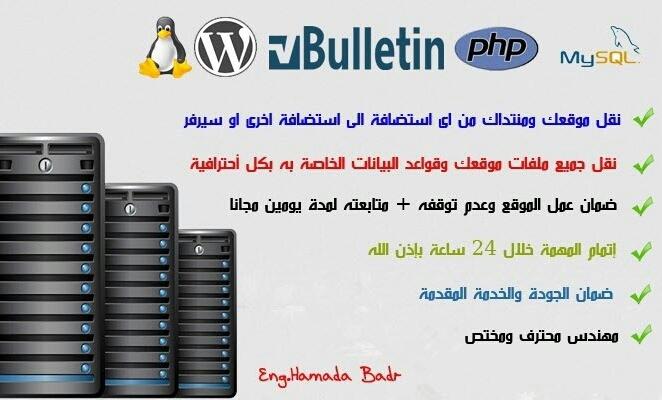 vBulletin
php
MySQL
نقل موقعك ومنتداك من اى استضافة الى استضافة اخرى او سيرفر
نقل جميع ملفات موقعك وقواعد البيانات الخاصة به بكل أحترافية
ضمان عمل الموقع وعدم توقفه + متابعته لمدة يومين مجانا
إتمام المهمة خلال 24 ساعة بإذن الله
ضمان الجودة والخدمة المقدمة
مهندس محترف ومختص
Eng.Hamada Badr